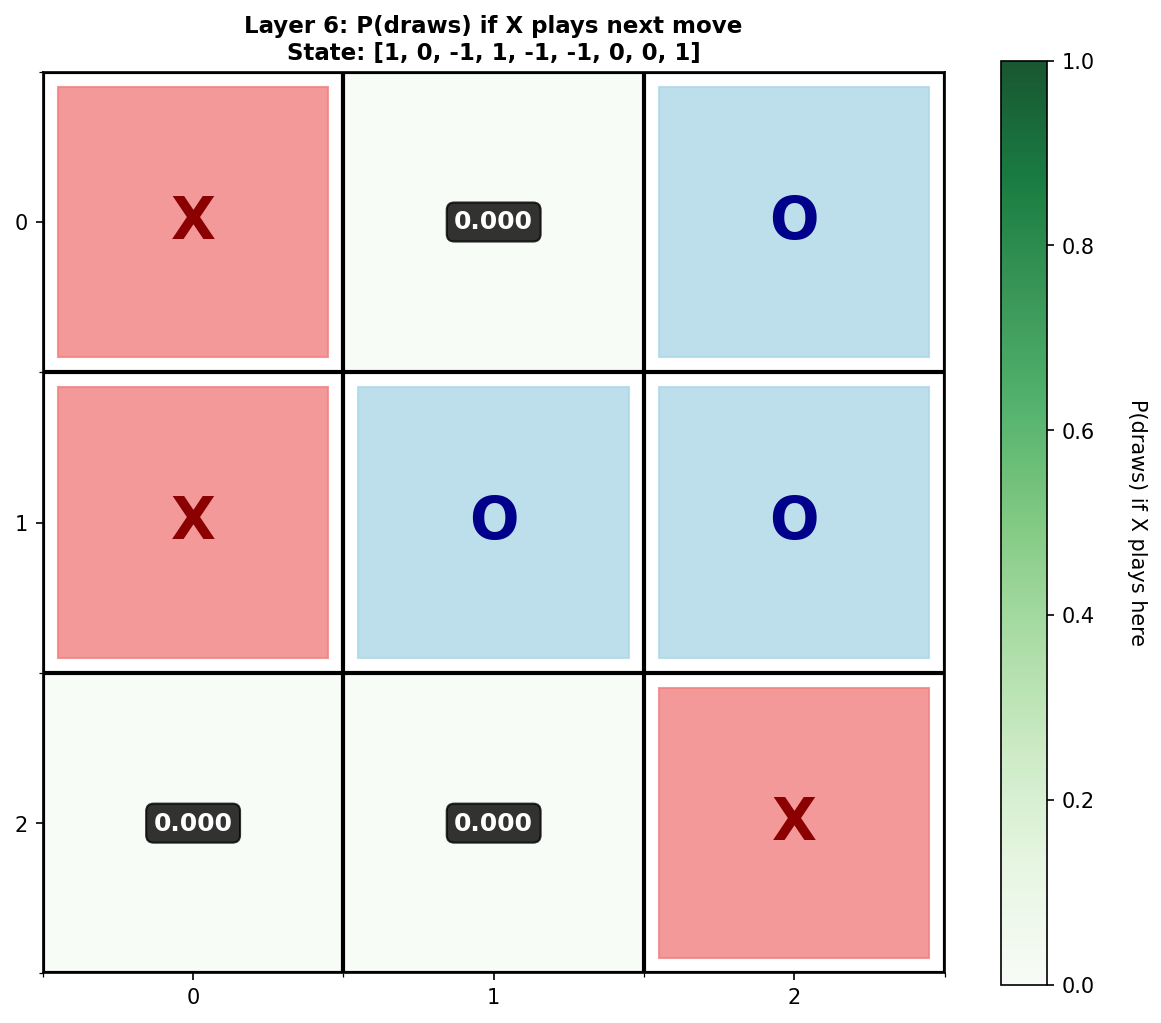 Layer 6: P(draws) if X plays next move
State: [1, 0, -1, 1, -1, -1, 0, 0, 1]
0
X
0.000
O
1
X
O
O
2
0.000
0.000
X
0
1
2
1.0
0.8
0.6
0.4
0.2
0.0
P(draws) if X plays here